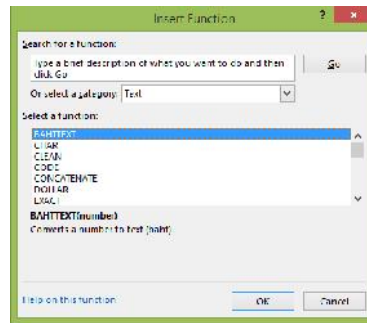 Insert Function
? ×
Search for a function:
Type a brief description of what you want to do and then
click Go
Go
Or select a category: Text
Select a function:
BAHTTEXT
CHAR
CLEAN
CODE
CONCATENATE
DOLLAR
EXACT
BAHTTEXT(number)
Converts a number to text (baht).
Help on this function
OK Cancel